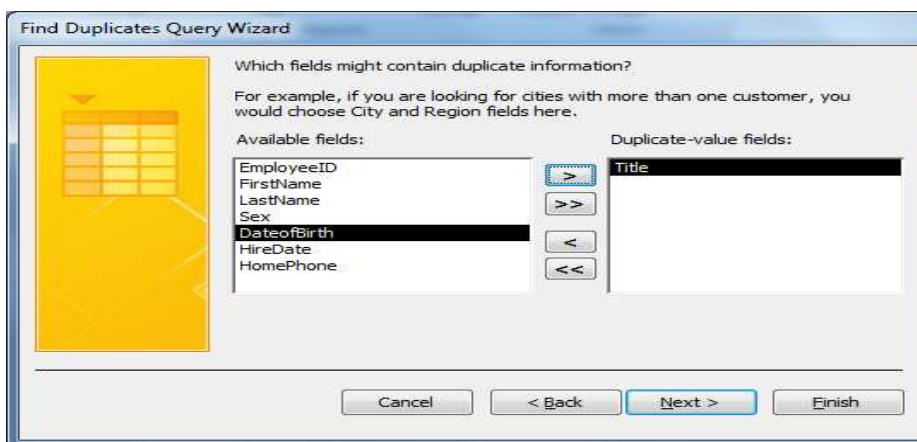 Find Duplicates Query Wizard
Which fields might contain duplicate information?
For example, if you are looking for cities with more than one customer, you
would choose City and Region fields here.
Available fields:
EmployeeID
FirstName
LastName
Sex
DateofBirth
HireDate
HomePhone
>
>>
<
<<
Duplicate-value fields:
Title
Cancel
< Back
Next >
Finish